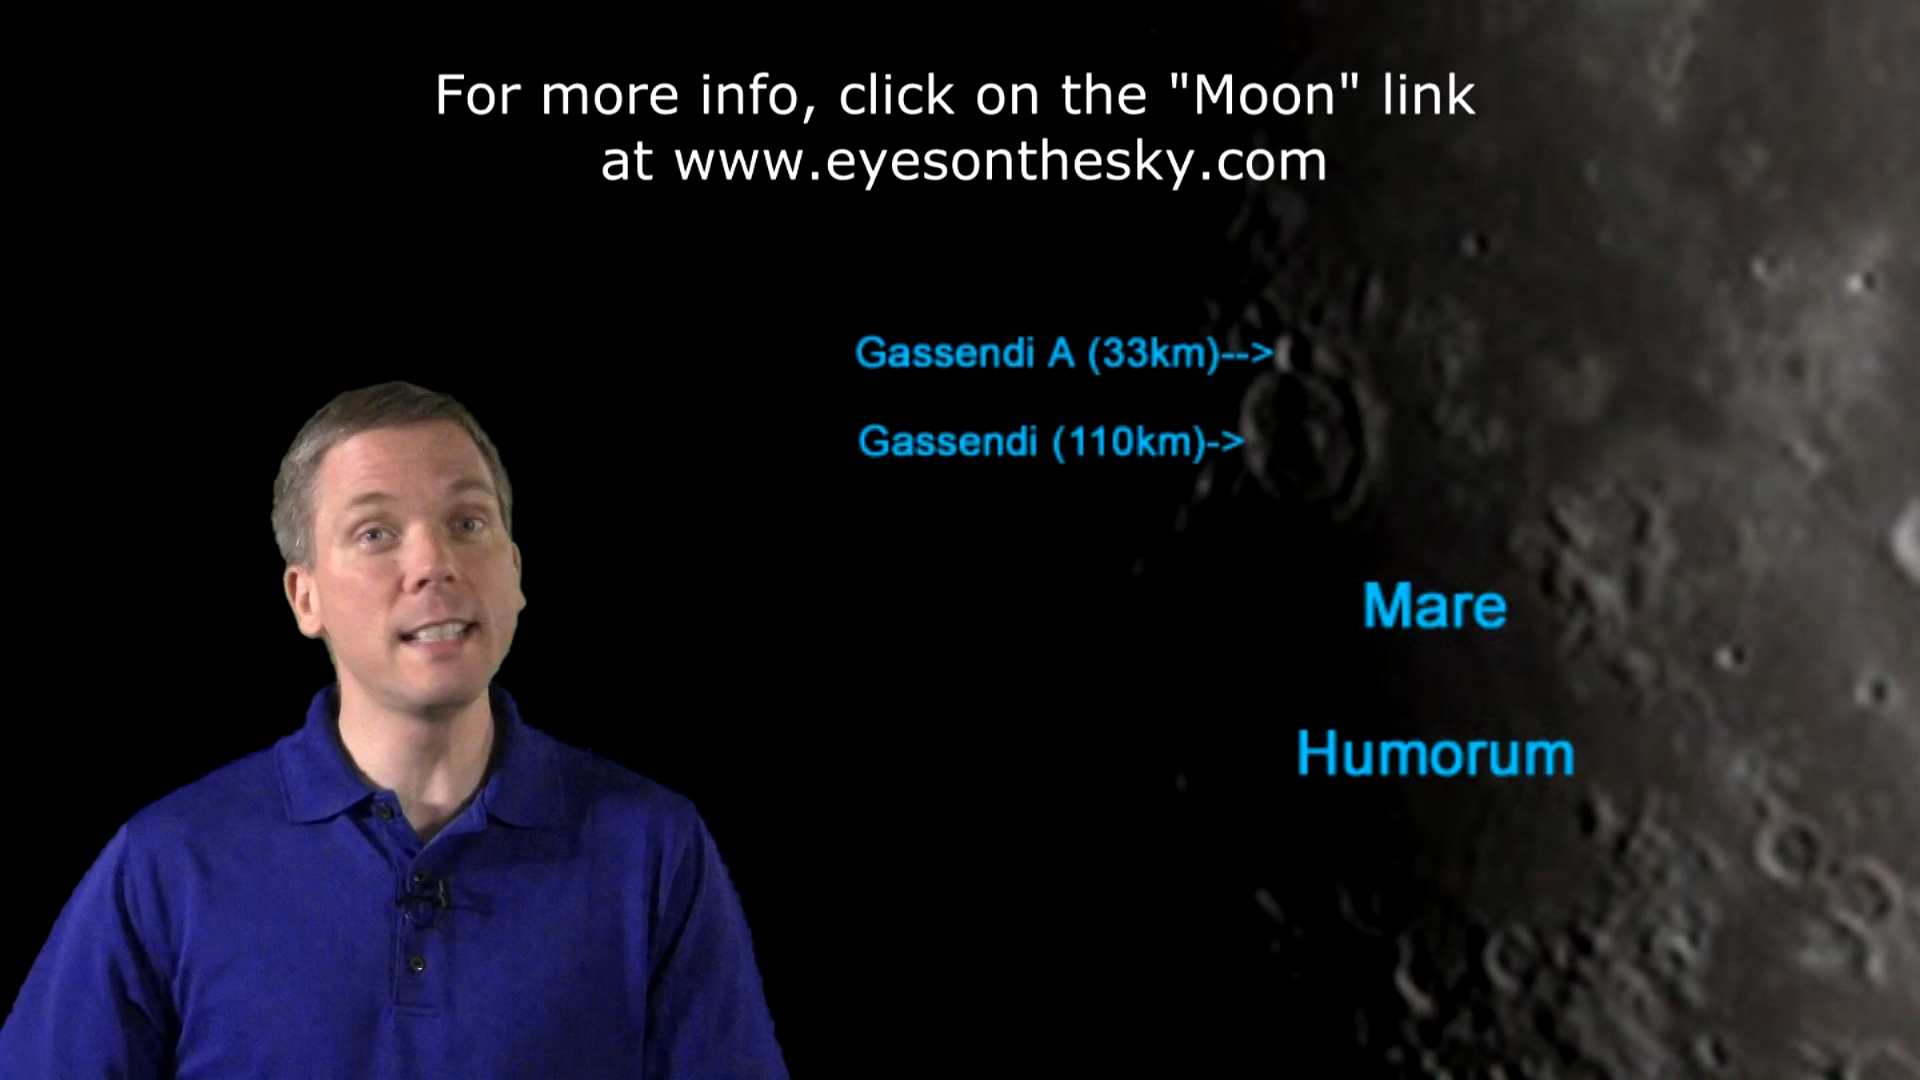 For more info, click on the "Moon" link
at www.eyesonthesky.com
Gassendi A (33km)-->
Gassendi (110km)->
Mare
Humorum